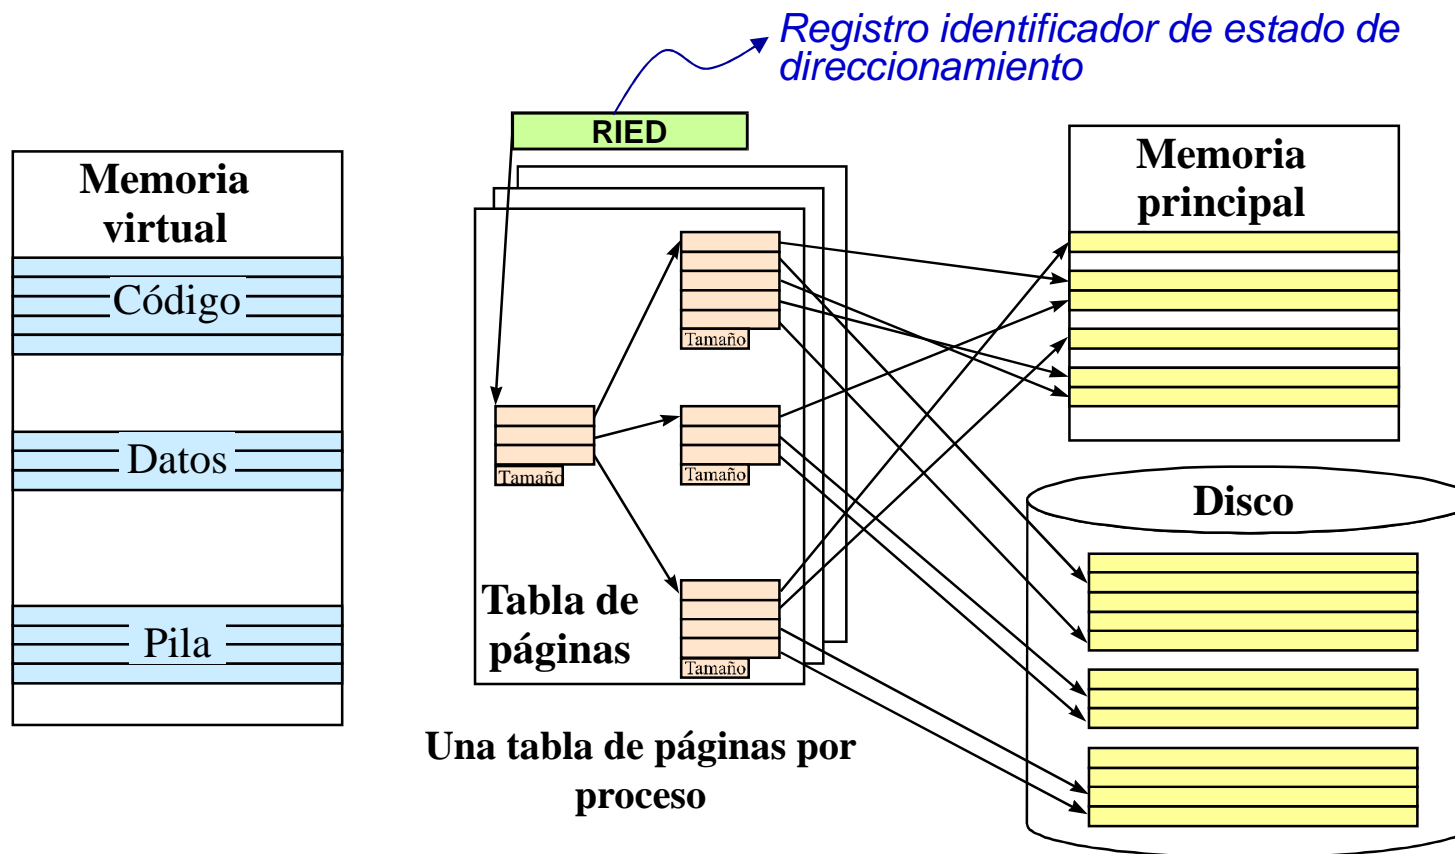 Registro identificador de estado de
direccionamiento
RIED
Memoria
virtual
Código
Datos
Pila
Tamaño
Tamaño
Tamaño
Tamaño
Tabla de
páginas
Una tabla de páginas por
proceso
Memoria
principal
Disco